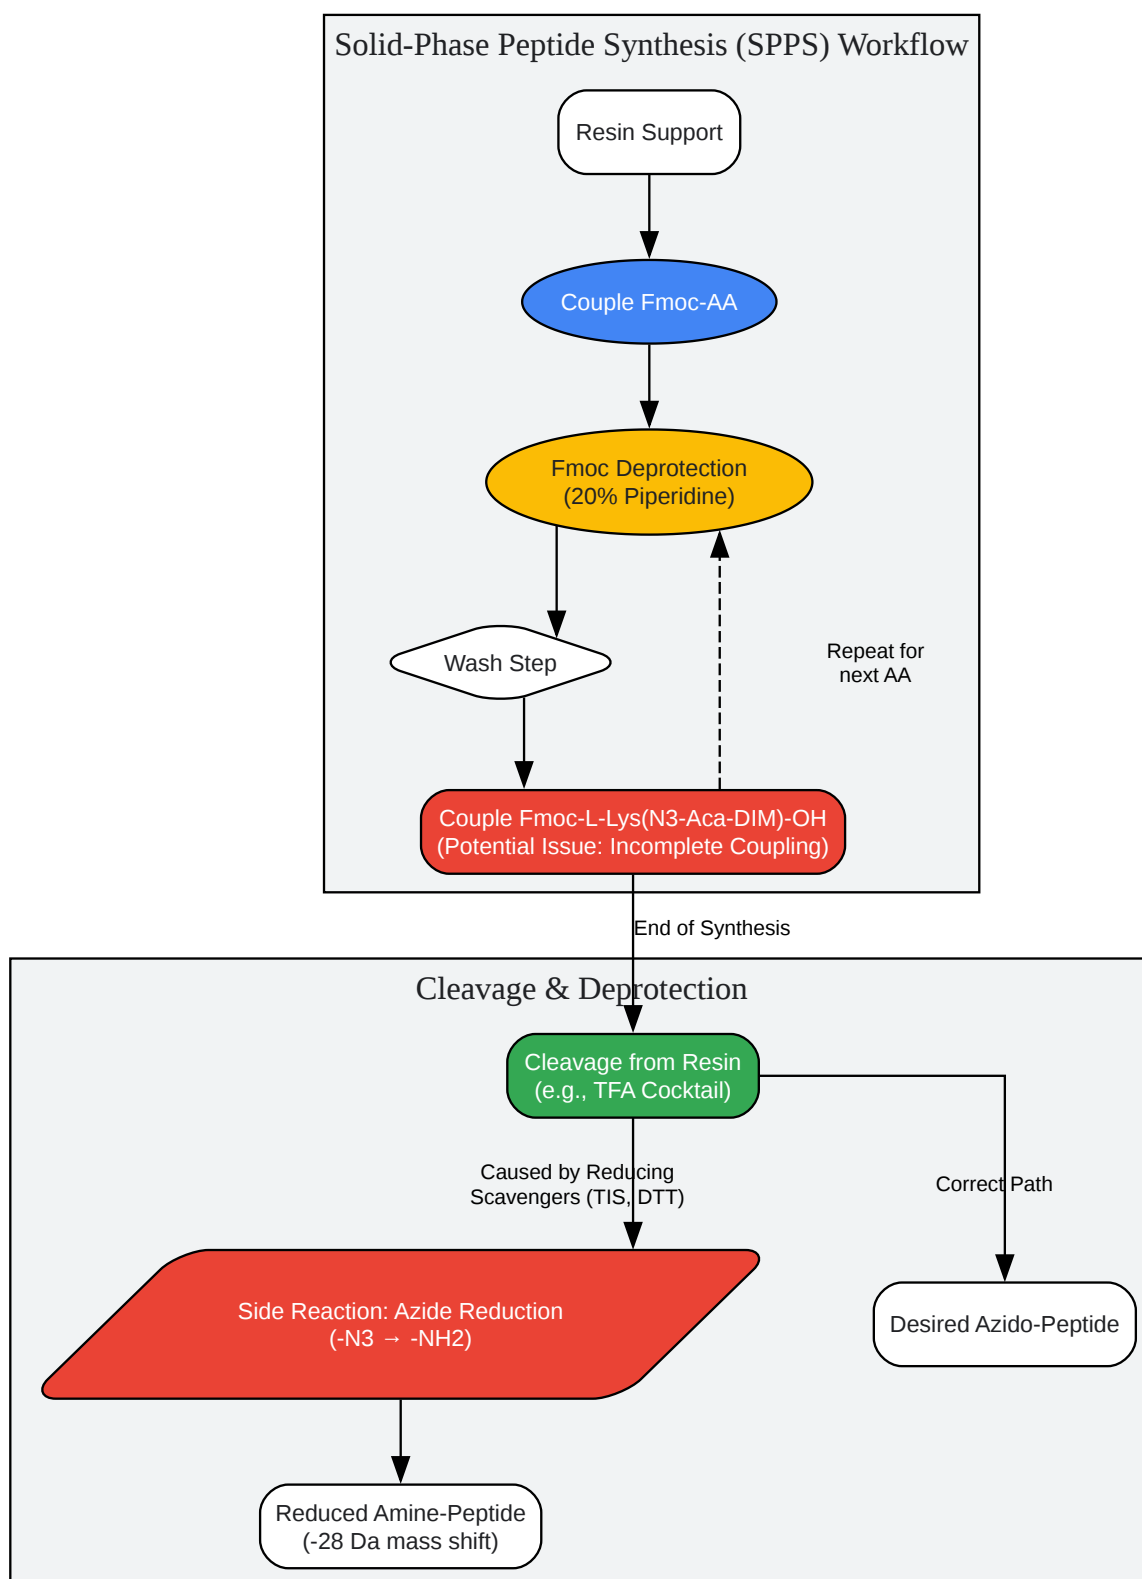 Solid-Phase Peptide Synthesis (SPPS) Workflow
Resin Support
Couple Fmoc-AA
Fmoc Deprotection
(20% Piperidine)
Wash Step
Repeat for
next AA
Couple Fmoc-L-Lys(N3-Aca-DIM)-OH
(Potential Issue: Incomplete Coupling)
End of Synthesis
Cleavage & Deprotection
Cleavage from Resin
(e.g., TFA Cocktail)
Caused by Reducing
Scavengers (TIS, DTT)
Correct Path
Side Reaction: Azide Reduction
(-N3 → -NH2)
Desired Azido-Peptide
Reduced Amine-Peptide
(-28 Da mass shift)